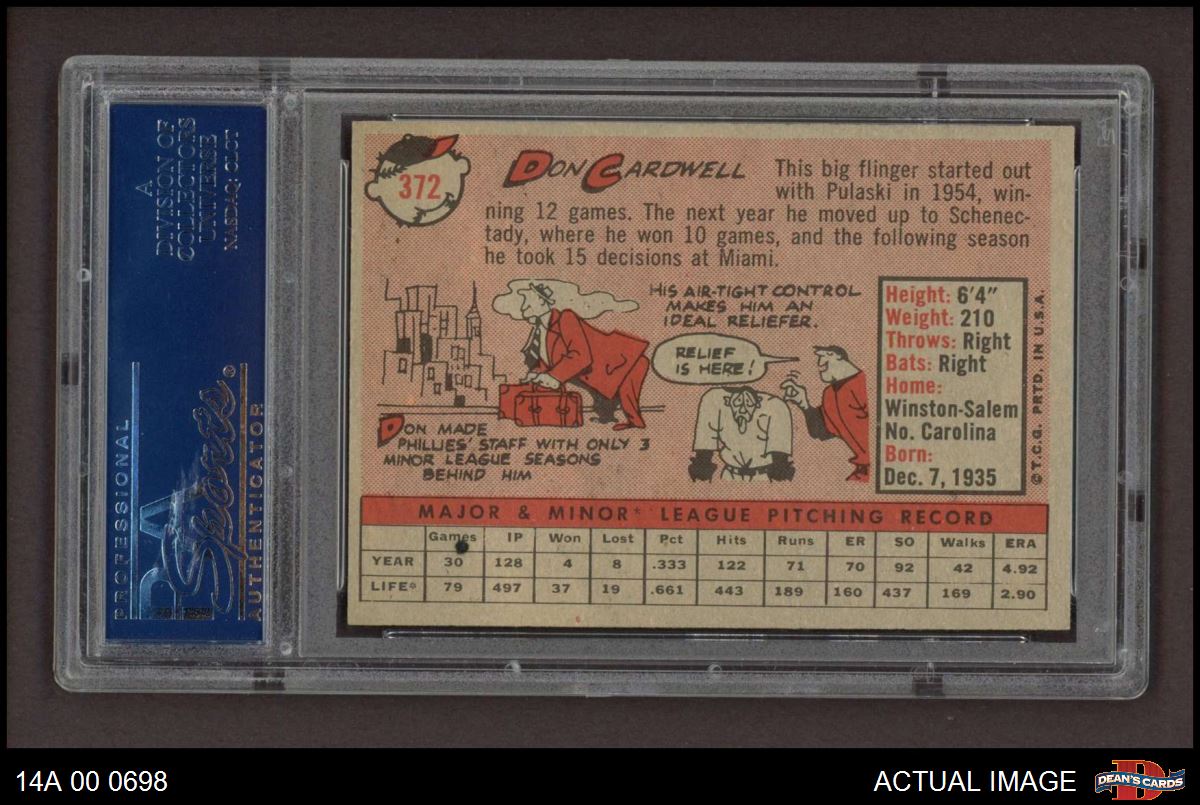 A
DIVISION OF
COLLECTORS
UNIVERSE
NASDAQ: CLCT
PROFESSIONAL
PSA
Sports®
AUTHENTICATOR
372
DON CARDWELL This big flinger started out
with Pulaski in 1954, win-
ning 12 games. The next year he moved up to Schenec-
tady, where he won 10 games, and the following season
he took 15 decisions at Miami.
HIS AIR-TIGHT CONTROL
MAKES HIM AN
IDEAL RELIEFER.
RELIEF
IS HERE!
DON MADE
PHILLIES' STAFF WITH ONLY 3
MINOR LEAGUE SEASONS
BEHIND HIM
Height: 6'4"
Weight: 210
Throws: Right
Bats: Right
Home:
Winston-Salem
No. Carolina
Born:
Dec. 7, 1935
© T.C.G. PRTD. IN U.S.A.
MAJOR & MINOR* LEAGUE PITCHING RECORD
Games IP Won Lost Pct Hits Runs ER SO Walks ERA
YEAR 30 128 4 8 .333 122 71 70 92 42 4.92
LIFE* 79 497 37 19 .661 443 189 160 437 169 2.90
14A 00 0698
ACTUAL IMAGE
DEAN'S CARDS